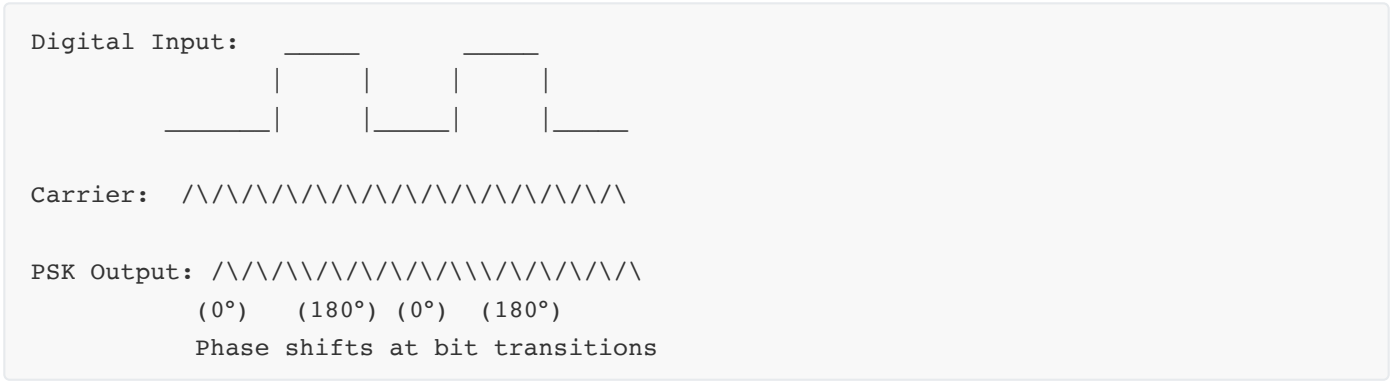 Digital Input:   _____       _____
                |     |     |     |
         _______|     |_____|     |_____
Carrier:  /\/\/\/\/\/\/\/\/\/\/\/\/\/\/\
PSK Output: /\/\/\\/\/\/\/\/\\\/\/\/\/\/\
           (0°)   (180°) (0°)  (180°)
           Phase shifts at bit transitions